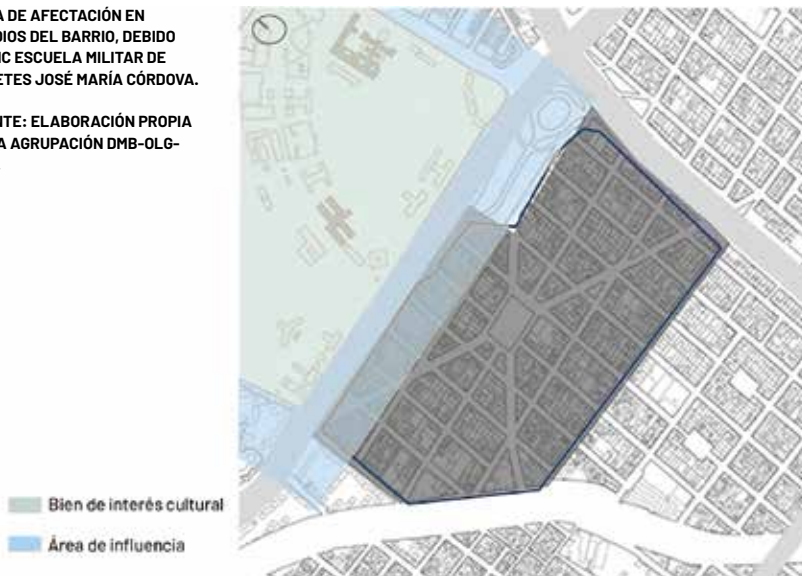 A DE AFECTACIÓN EN
DIOS DEL BARRIO, DEBIDO
IC ESCUELA MILITAR DE
ETES JOSÉ MARÍA CÓRDOVA.
NTE: ELABORACIÓN PROPIA
A AGRUPACIÓN DMB-OLG-
Bien de interés cultural
Área de influencia